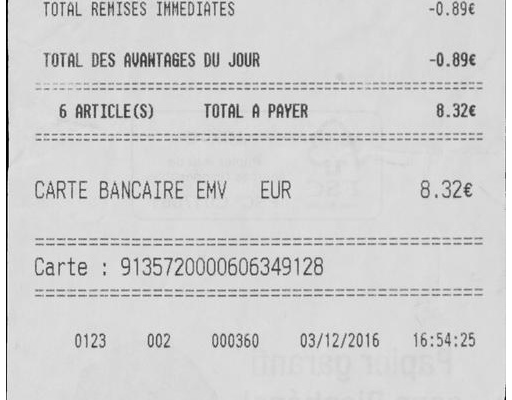 TOTAL REMISES IMMEDIATES -0.89€
TOTAL DES AVANTAGES DU JOUR -0.89€
================================================
6 ARTICLE(S) TOTAL A PAYER 8.32€
================================================
CARTE BANCAIRE EMV EUR 8.32€
==========================================
Carte : 9135720000606349128
==========================================
0123 002 000360 03/12/2016 16:54:25
Papier garanti